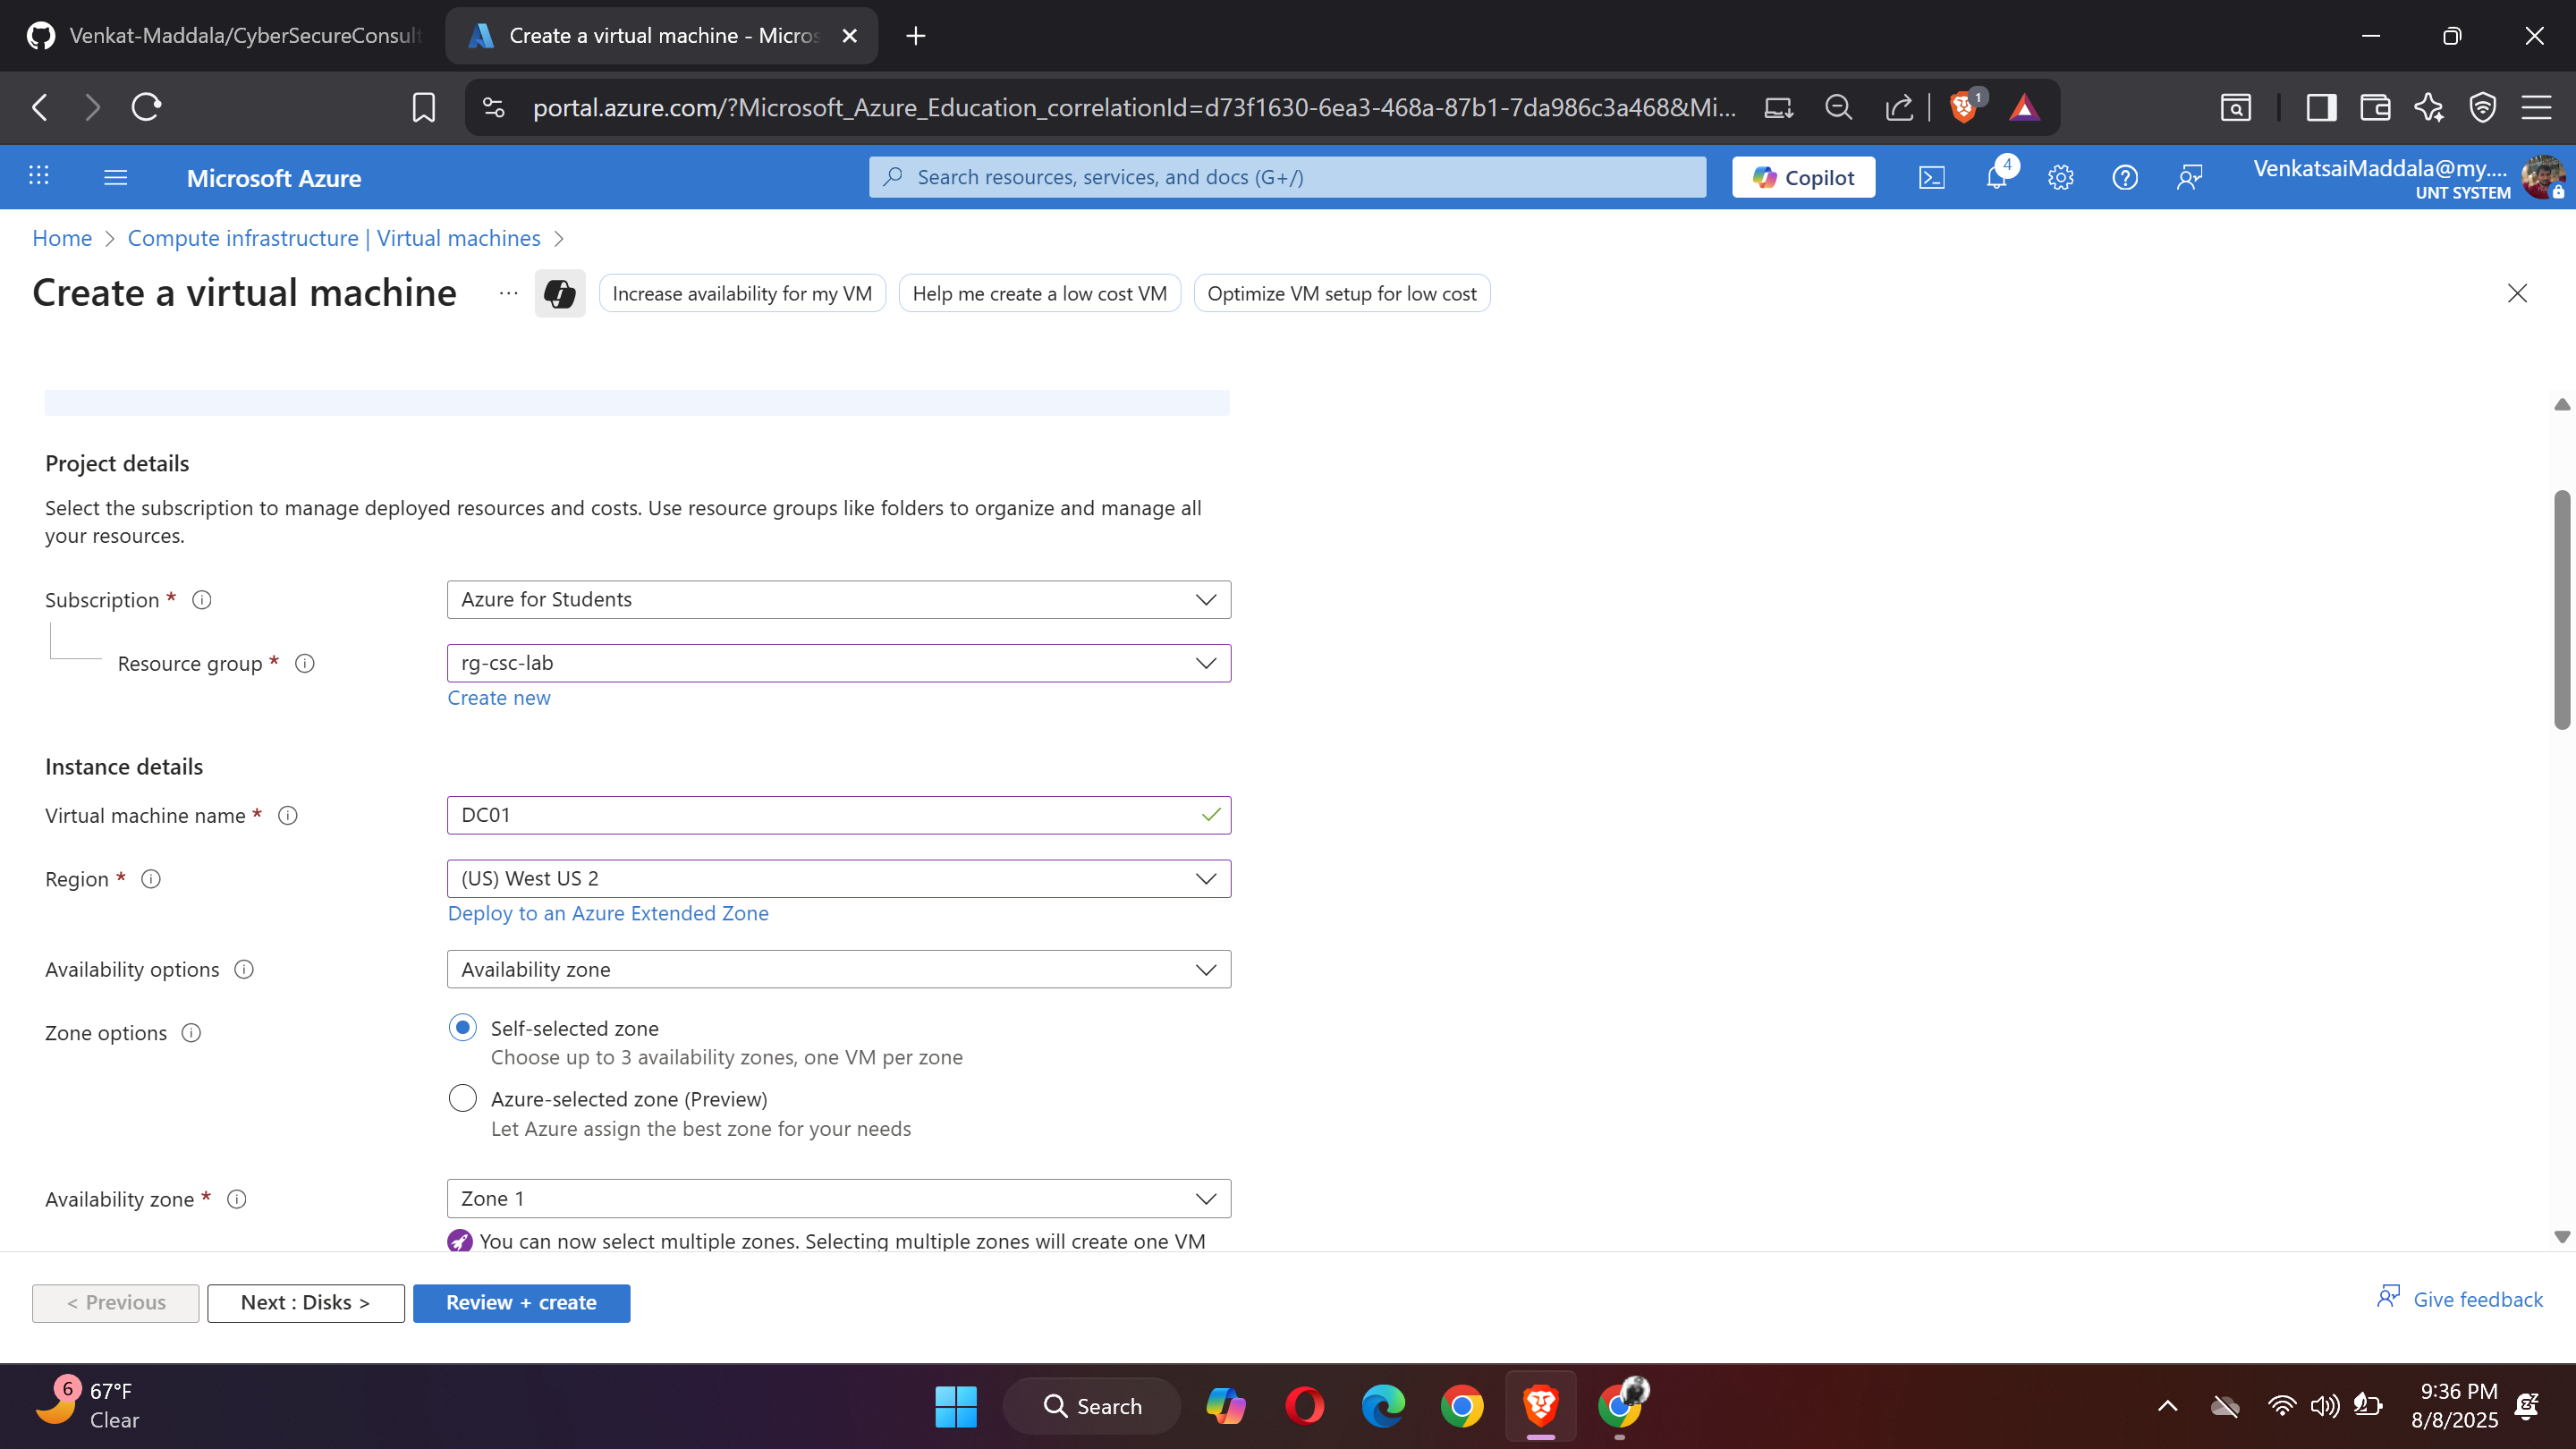 Venkat-Maddala/CyberSecureConsult
Create a virtual machine - Micros
portal.azure.com/?Microsoft_Azure_Education_correlationId=d73f1630-6ea3-468a-87b1-7da986c3a468&Mi...
1
Microsoft Azure
Search resources, services, and docs (G+/)
Copilot
4
VenkatsaiMaddala@my....
UNT SYSTEM
Home > Compute infrastructure | Virtual machines >
Create a virtual machine ...
Increase availability for my VM
Help me create a low cost VM
Optimize VM setup for low cost
Project details
Select the subscription to manage deployed resources and costs. Use resource groups like folders to organize and manage all
your resources.
Subscription *
Azure for Students
Resource group *
rg-csc-lab
Create new
Instance details
Virtual machine name *
DC01
Region *
(US) West US 2
Deploy to an Azure Extended Zone
Availability options
Availability zone
Zone options
Self-selected zone
Choose up to 3 availability zones, one VM per zone
Azure-selected zone (Preview)
Let Azure assign the best zone for your needs
Availability zone *
Zone 1
You can now select multiple zones. Selecting multiple zones will create one VM
< Previous
Next : Disks >
Review + create
Give feedback
6
67°F
Clear
Search
9:36 PM
8/8/2025